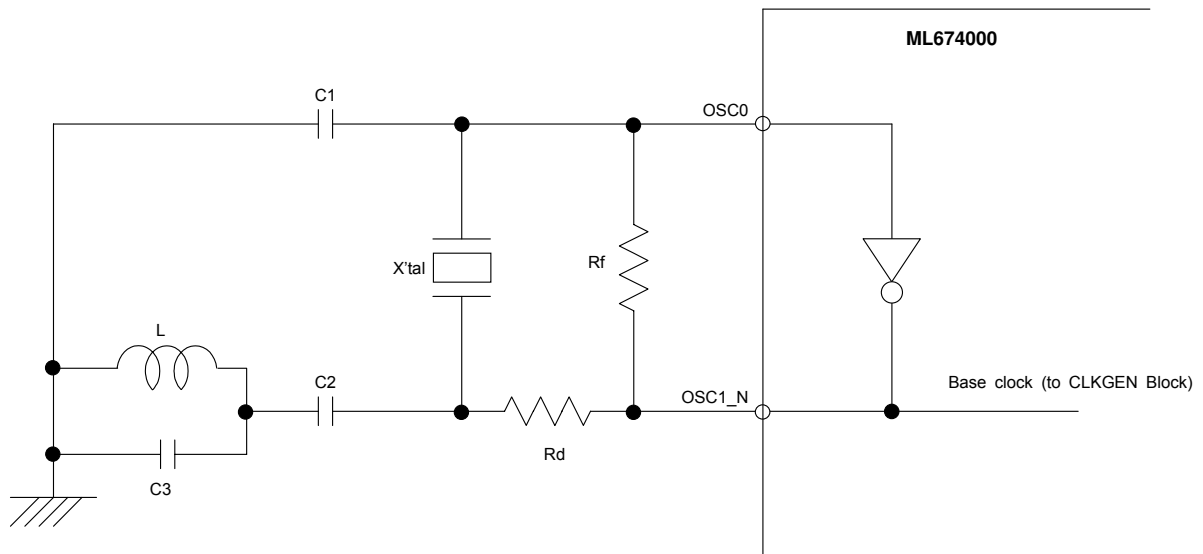 ML674000
C1
OSC0
X'tal
Rf
L
C2
OSC1_N
Base clock (to CLKGEN Block)
Rd
C3